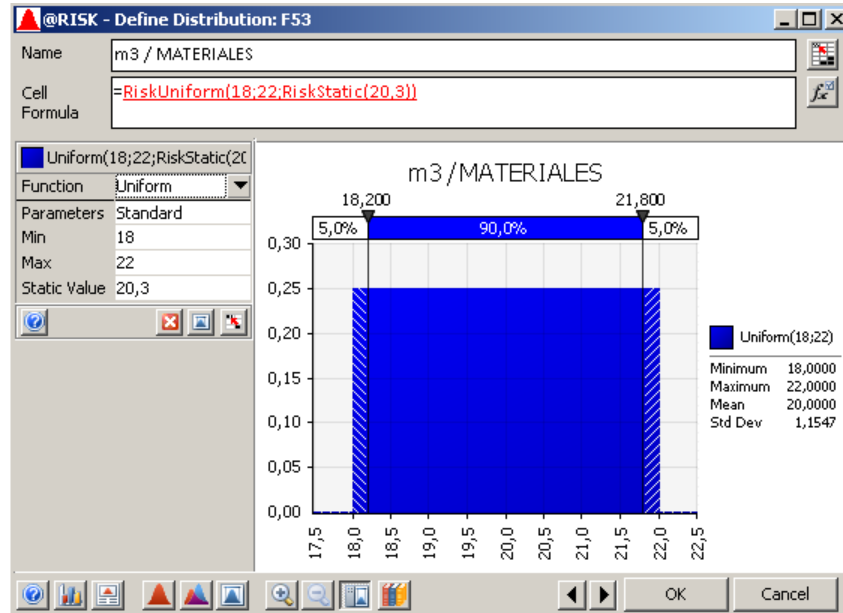 @RISK - Define Distribution: F53
Name
m3 / MATERIALES
Cell Formula
=RiskUniform(18;22;RiskStatic(20,3))
Uniform(18;22;RiskStatic(20
Function Uniform
Parameters Standard
Min 18
Max 22
Static Value 20,3
m3 /MATERIALES
18,200 21,800
5,0% 90,0% 5,0%
0,30
0,25
0,20
0,15
0,10
0,05
0,00
17,5 18,0 18,5 19,0 19,5 20,0 20,5 21,0 21,5 22,0 22,5
Uniform(18;22)
Minimum 18,0000
Maximum 22,0000
Mean 20,0000
Std Dev 1,1547
OK Cancel